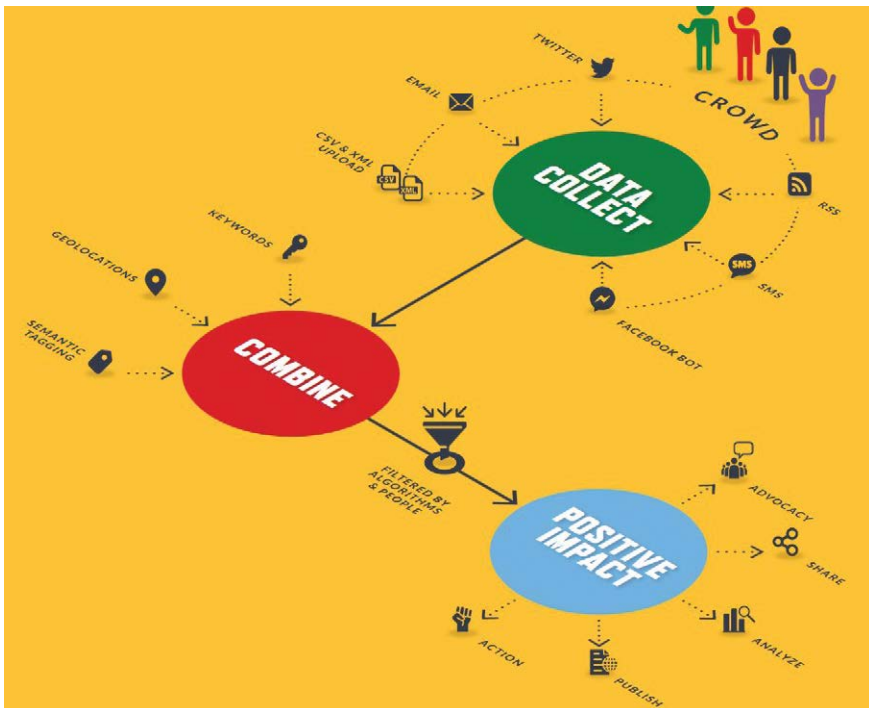 TWITTER
CROWD
EMAIL
CSV & XML
UPLOAD
CSV
XML
DATA
COLLECT
RSS
SMS
SMS
FACEBOOK BOT
KEYWORDS
GEOLOCATIONS
SEMANTIC
TAGGING
COMBINE
FILTERED BY
ALGORITHMS
& PEOPLE
POSITIVE
IMPACT
ADVOCACY
SHARE
ANALYZE
PUBLISH
ACTION